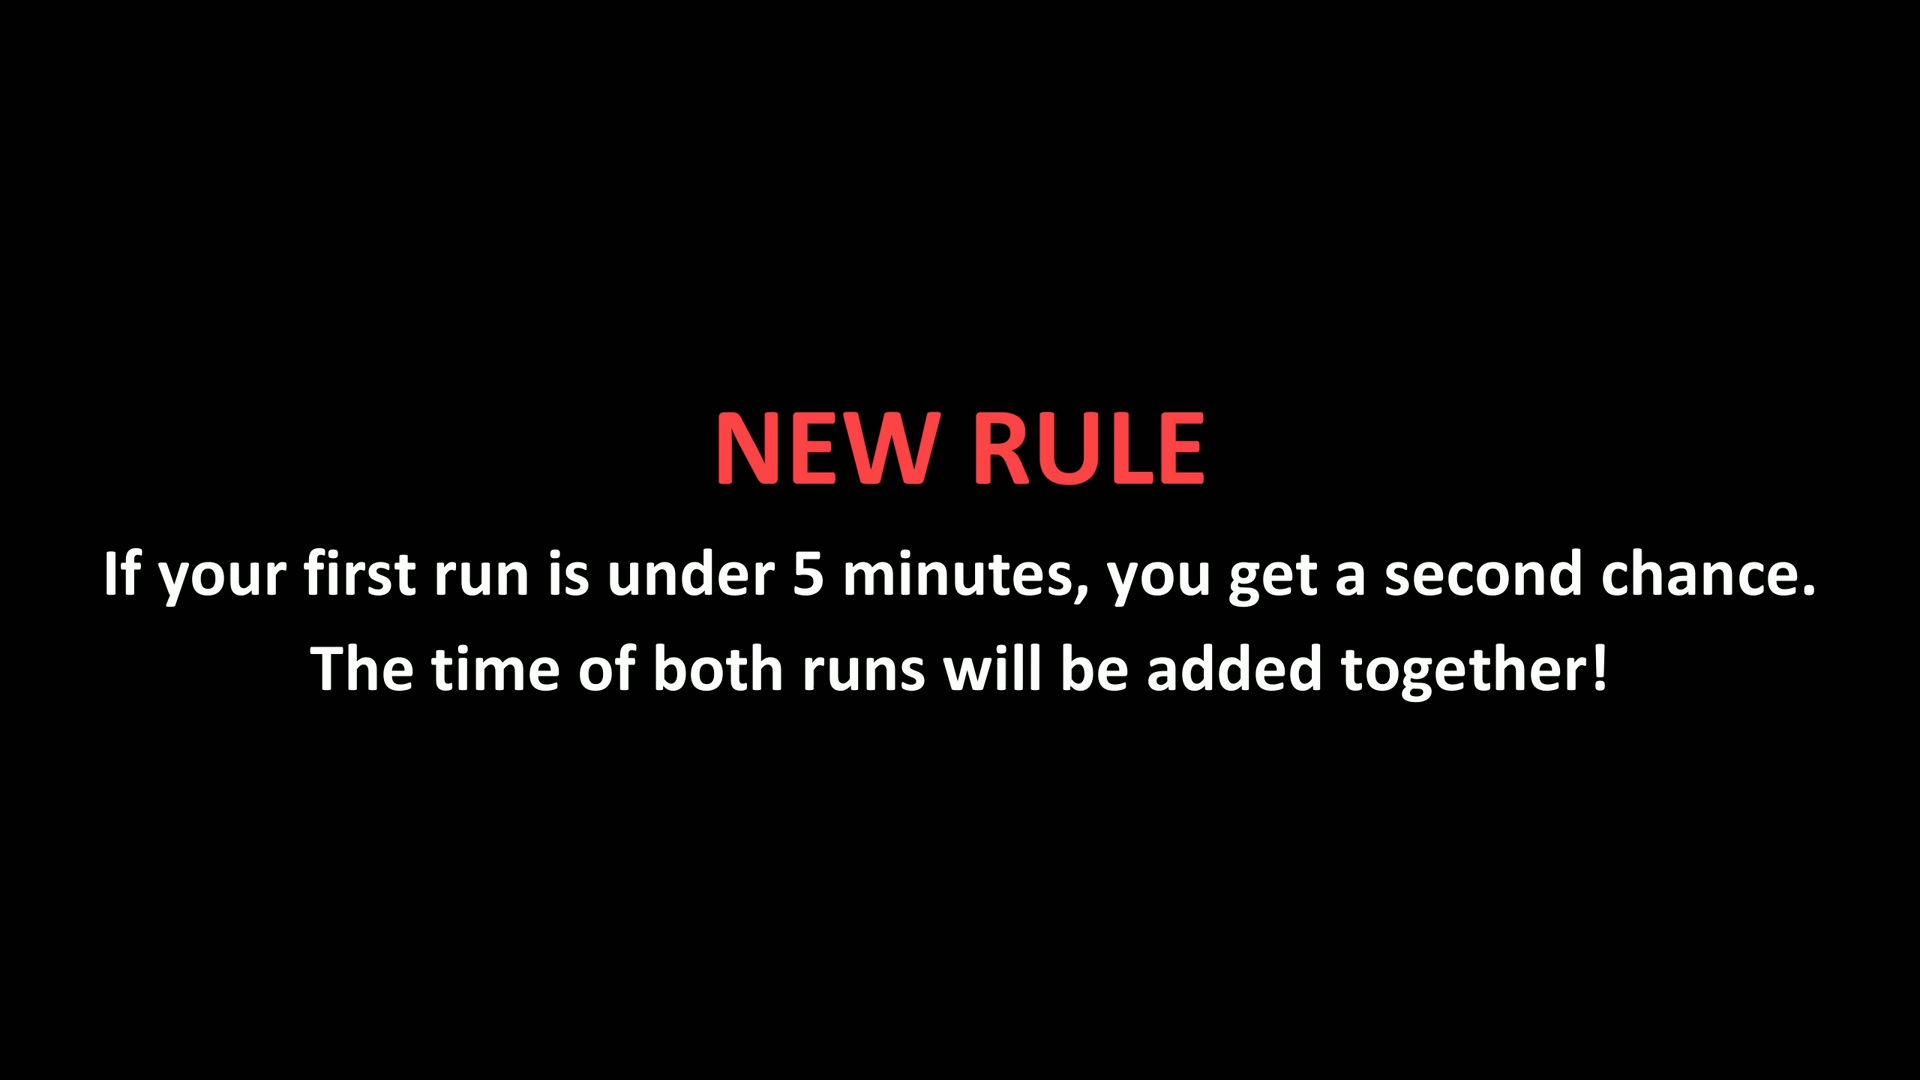 NEW RULE
If your first run is under 5 minutes, you get a second chance.
The time of both runs will be added together!